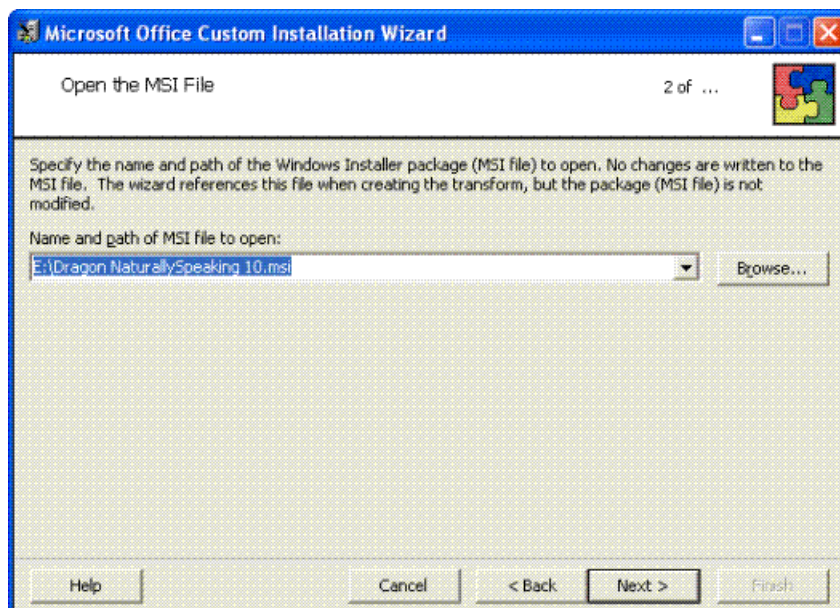 Microsoft Office Custom Installation Wizard
Open the MSI File
2 of ...
Specify the name and path of the Windows Installer package (MSI file) to open. No changes are written to the
MSI file. The wizard references this file when creating the transform, but the package (MSI file) is not
modified.
Name and path of MSI file to open:
E:\Dragon NaturallySpeaking 10.msi
Browse...
Help
Cancel
< Back
Next >
Finish